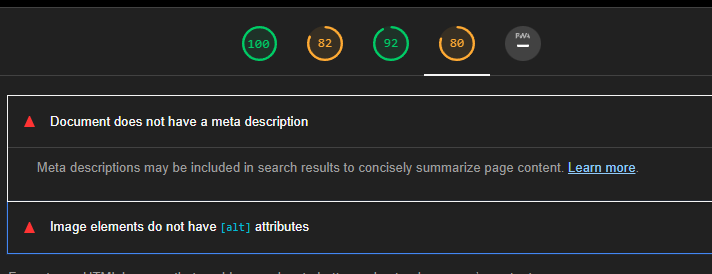 100 82 92 80 PWA
Document does not have a meta description
Meta descriptions may be included in search results to concisely summarize page content. Learn more.
Image elements do not have [alt] attributes